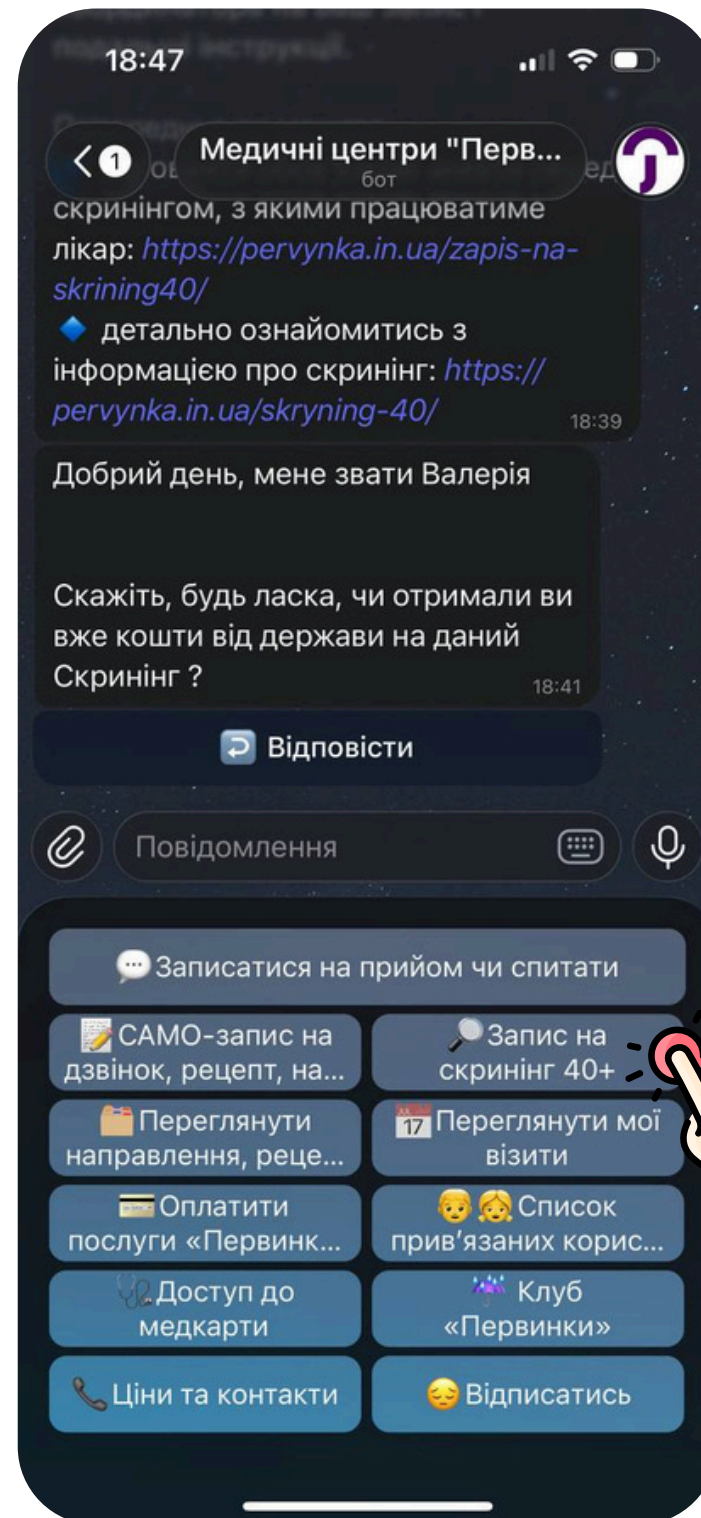 подальші інструкції.
18:47
1
Медичні центри "Перв...
бот
скринінгом, з якими працюватиме
лікар: https://pervynka.in.ua/zapis-na-
skrining40/
🔷 детально ознайомитись з
інформацією про скринінг: https://
pervynka.in.ua/skryning-40/
18:39
Добрий день, мене звати Валерія
Скажіть, будь ласка, чи отримали ви
вже кошти від держави на даний
Скринінг ?
18:41
↩️ Відповісти
Повідомлення
💬Записатися на прийом чи спитати
📝САМО-запис на
дзвінок, рецепт, на...
🔎Запис на
скринінг 40+
🗂️Переглянути
направлення, реце...
📅Переглянути мої
візити
💳Оплатити
послуги «Первинк...
👦👧Список
прив'язаних корис...
🩺Доступ до
медкарти
☔ Клуб
«Первинки»
📞Ціни та контакти
😔Відписатись